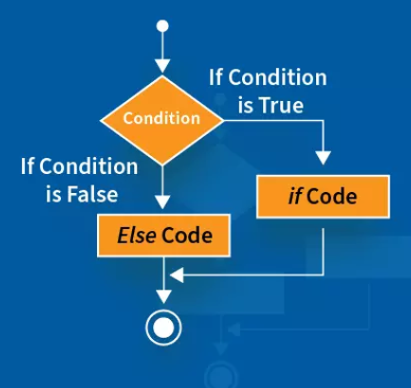 If Condition
is True
Condition
If Condition
is False
if Code
Else Code